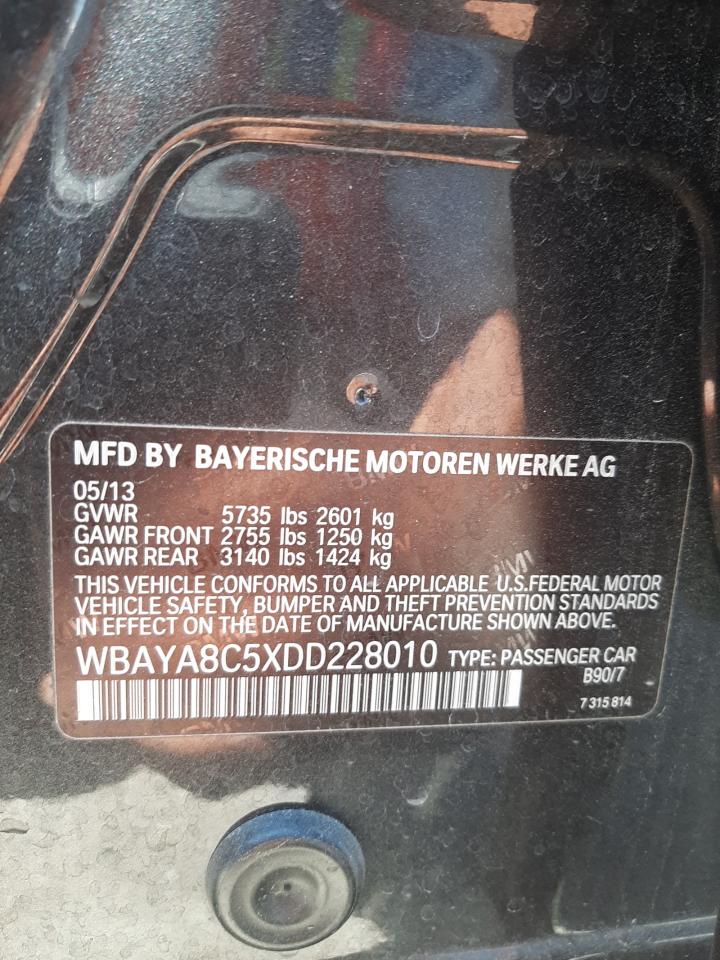 MFD BY BAYERISCHE MOTOREN WERKE AG
05/13
GVWR 5735 lbs 2601 kg
GAWR FRONT 2755 lbs 1250 kg
GAWR REAR 3140 lbs 1424 kg
THIS VEHICLE CONFORMS TO ALL APPLICABLE U.S.FEDERAL MOTOR
VEHICLE SAFETY, BUMPER AND THEFT PREVENTION STANDARDS
IN EFFECT ON THE DATE OF MANUFACTURE SHOWN ABOVE.
WBAYA8C5XDD228010 TYPE: PASSENGER CAR
B90/7
7 315 814